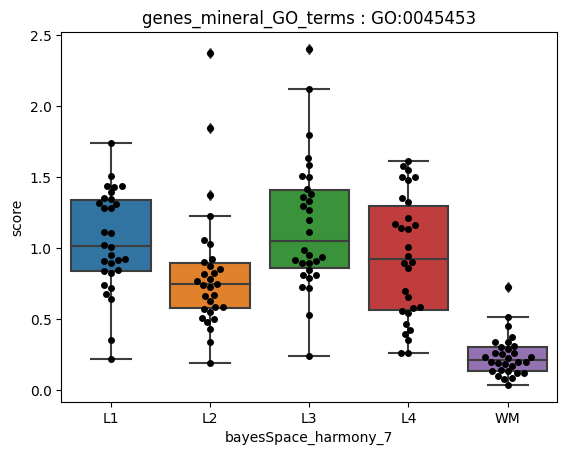 genes_mineral_GO_terms : GO:0045453
2.5
2.0
1.5
1.0
0.5
0.0
score
L1 L2 L3 L4 WM
bayesSpace_harmony_7